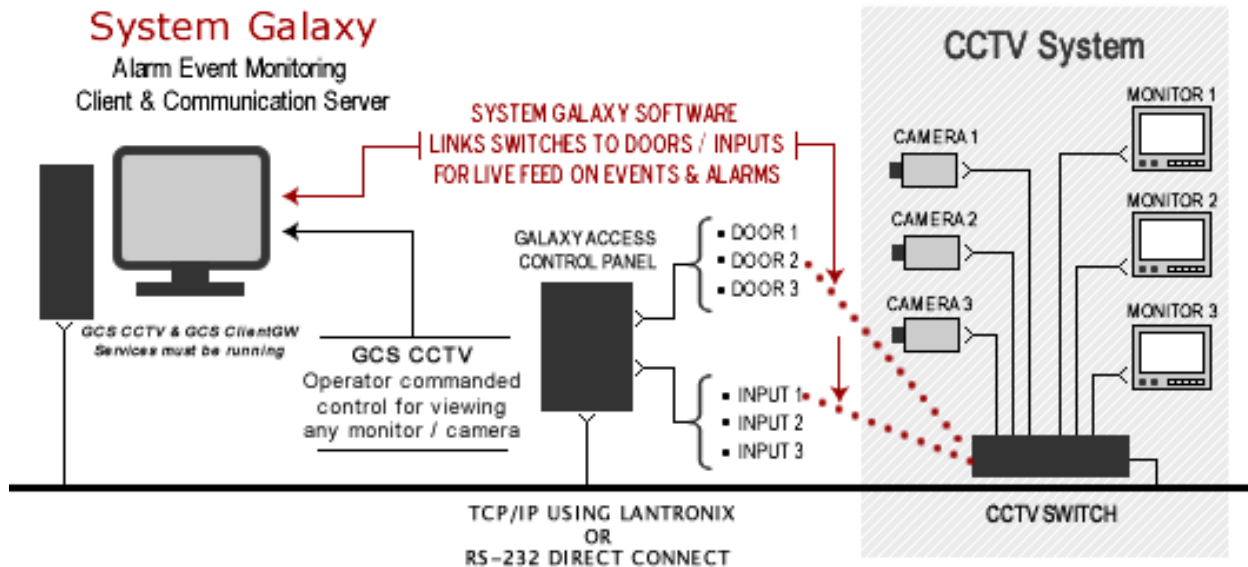 System Galaxy
Alarm Event Monitoring
Client & Communication Server
GCS CCTV & GCS ClientGW
Services must be running
SYSTEM GALAXY SOFTWARE
LINKS SWITCHES TO DOORS / INPUTS
FOR LIVE FEED ON EVENTS & ALARMS
GCS CCTV
Operator commanded
control for viewing
any monitor / camera
GALAXY ACCESS
CONTROL PANEL
▪ DOOR 1
▪ DOOR 2
▪ DOOR 3
▪ INPUT 1
▪ INPUT 2
▪ INPUT 3
TCP/IP USING LANTRONIX
OR
RS-232 DIRECT CONNECT
CCTV System
CAMERA 1
CAMERA 2
CAMERA 3
MONITOR 1
MONITOR 2
MONITOR 3
CCTV SWITCH